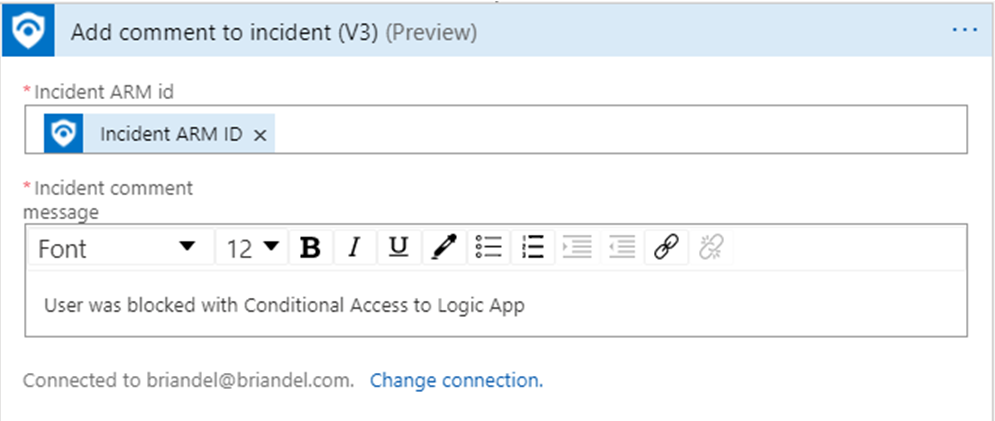 Add comment to incident (V3) (Preview)
*Incident ARM id
Incident ARM ID ×
*Incident comment
message
Font 12 B I U
User was blocked with Conditional Access to Logic App
Connected to briandel@briandel.com. Change connection.